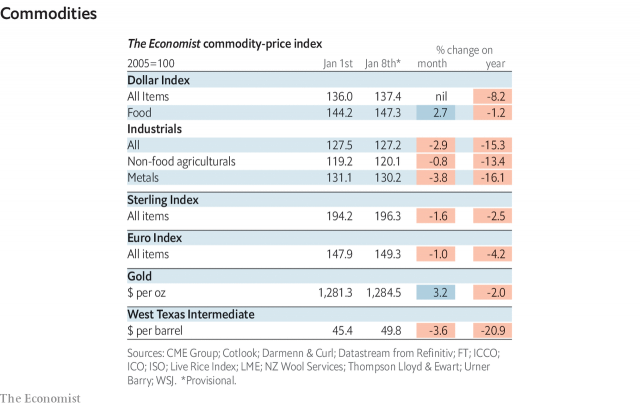 Commodities
The Economist commodity-price index
% change on
2005=100 Jan 1st Jan 8th* month year
Dollar Index
All Items 136.0 137.4 nil -8.2
Food 144.2 147.3 2.7 -1.2
Industrials
All 127.5 127.2 -2.9 -15.3
Non-food agriculturals 119.2 120.1 -0.8 -13.4
Metals 131.1 130.2 -3.8 -16.1
Sterling Index
All items 194.2 196.3 -1.6 -2.5
Euro Index
All items 147.9 149.3 -1.0 -4.2
Gold
$ per oz 1,281.3 1,284.5 3.2 -2.0
West Texas Intermediate
$ per barrel 45.4 49.8 -3.6 -20.9
Sources: CME Group; Cotlook; Darmenn & Curl; Datastream from Refinitiv; FT; ICCO;
ICO; ISO; Live Rice Index; LME; NZ Wool Services; Thompson Lloyd & Ewart; Urner
Barry; WSJ. *Provisional.
The Economist